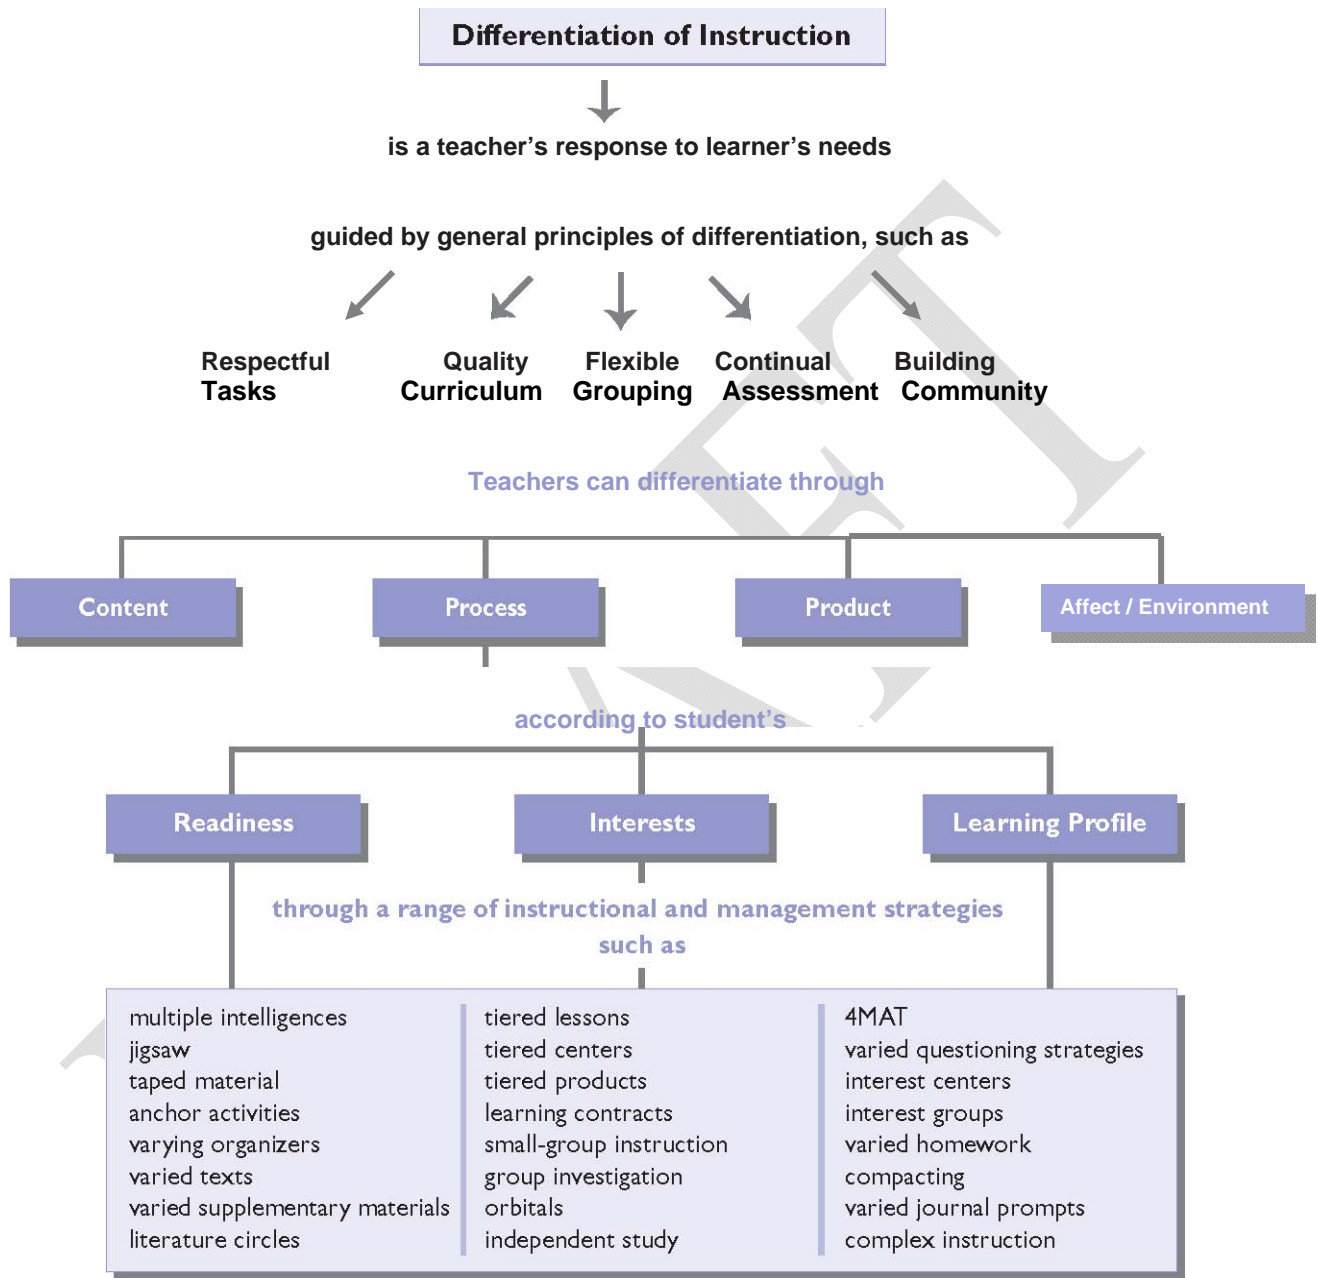 Differentiation of Instruction
is a teacher's response to learner's needs
guided by general principles of differentiation, such as
Respectful Quality Flexible Continual Building
Tasks Curriculum Grouping Assessment Community
Teachers can differentiate through
Content Process Product Affect / Environment
according to student's
Readiness Interests Learning Profile
through a range of instructional and management strategies
such as
multiple intelligences
jigsaw
taped material
anchor activities
varying organizers
varied texts
varied supplementary materials
literature circles
tiered lessons
tiered centers
tiered products
learning contracts
small-group instruction
group investigation
orbitals
independent study
4MAT
varied questioning strategies
interest centers
interest groups
varied homework
compacting
varied journal prompts
complex instruction
DRAFT